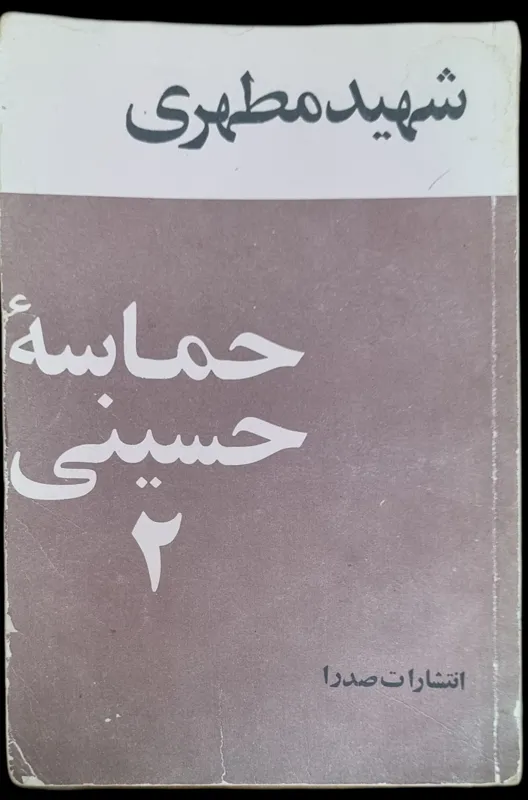 شهید مطهری
حماسهٔ
حسینی
۲
انتشارات صدرا